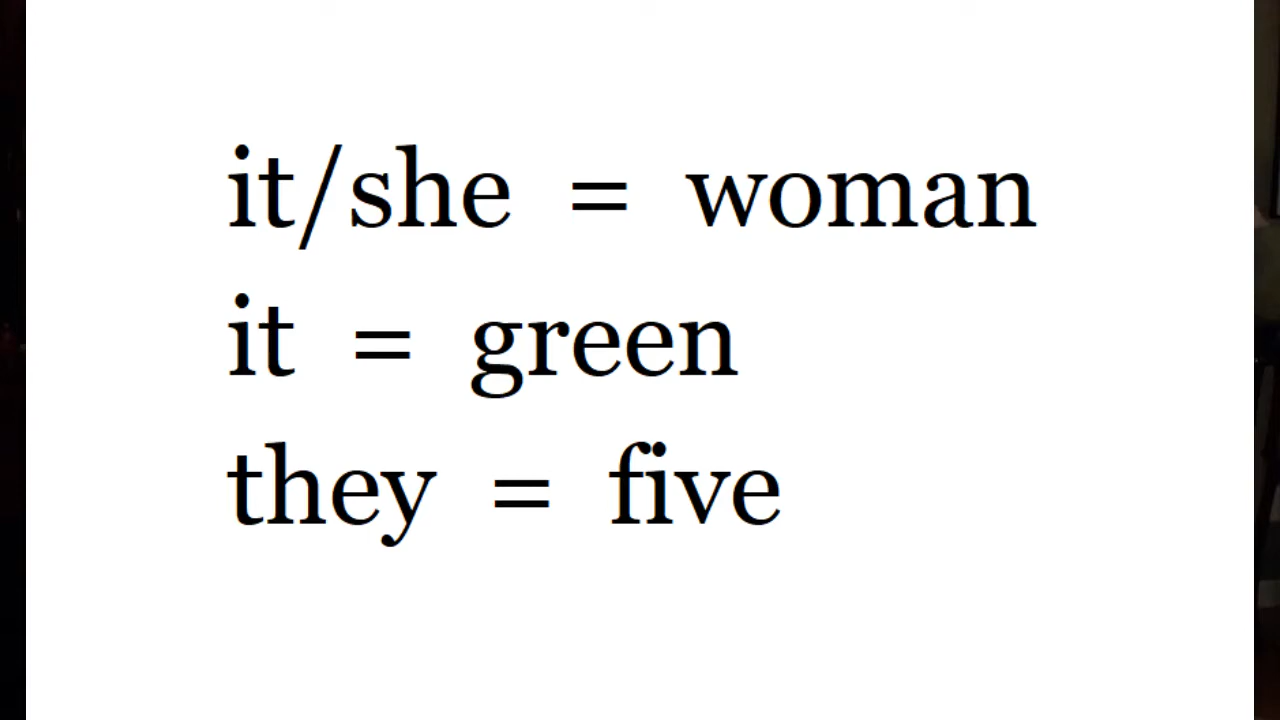 it/she = woman
it = green
they = five